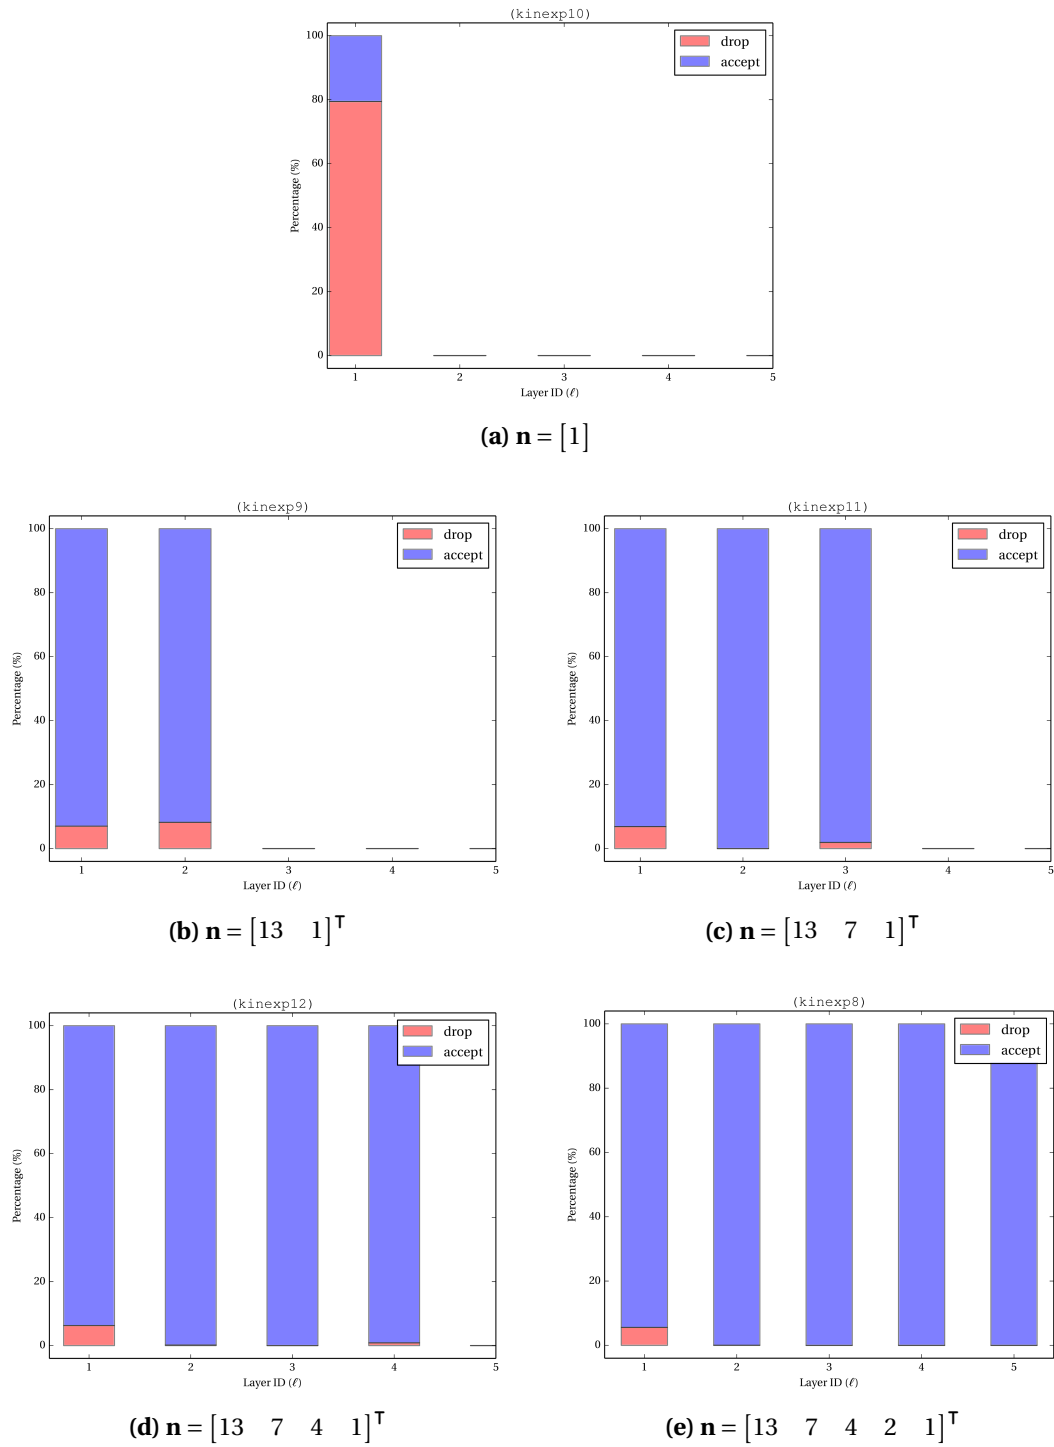 (kinexp10)
drop
accept
100
80
60
40
20
0
Percentage (%)
1 2 3 4 5
Layer ID (ℓ)
(a) n = [1]
(kinexp9)
drop
accept
100
80
60
40
20
0
Percentage (%)
1 2 3 4 5
Layer ID (ℓ)
(b) n = [13 1]ᵀ
(kinexp11)
drop
accept
100
80
60
40
20
0
Percentage (%)
1 2 3 4 5
Layer ID (ℓ)
(c) n = [13 7 1]ᵀ
(kinexp12)
drop
accept
100
80
60
40
20
0
Percentage (%)
1 2 3 4 5
Layer ID (ℓ)
(d) n = [13 7 4 1]ᵀ
(kinexp8)
drop
accept
100
80
60
40
20
0
Percentage (%)
1 2 3 4 5
Layer ID (ℓ)
(e) n = [13 7 4 2 1]ᵀ